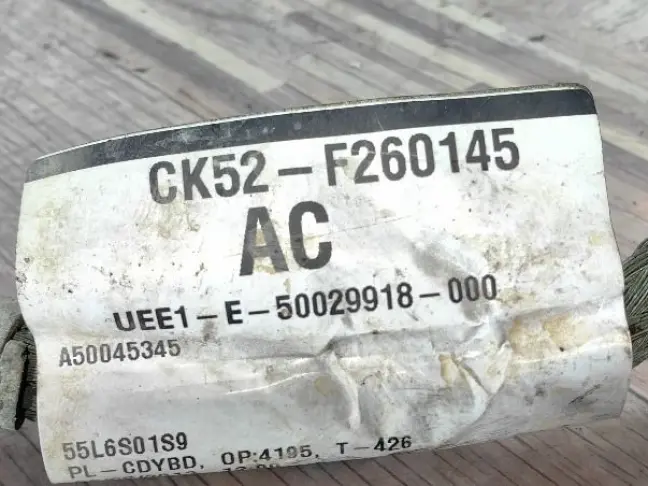 CK52-F260145
AC
UEE1-E-50029918-000
A50045345
55L6S01S9
PL-CDYBD, OP:4195, T-426